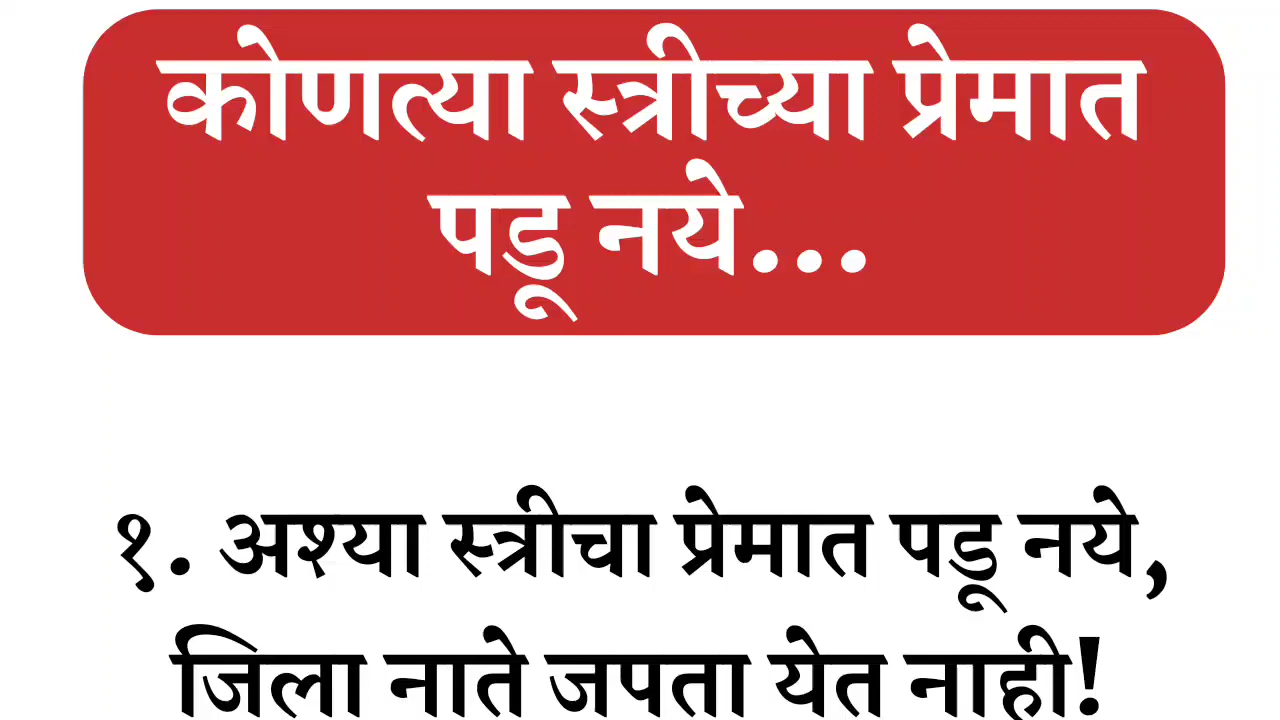 कोणत्या स्त्रीच्या प्रेमात
पडू नये...
१. अश्या स्त्रीचा प्रेमात पडू नये,
जिला नाते जपता येत नाही!